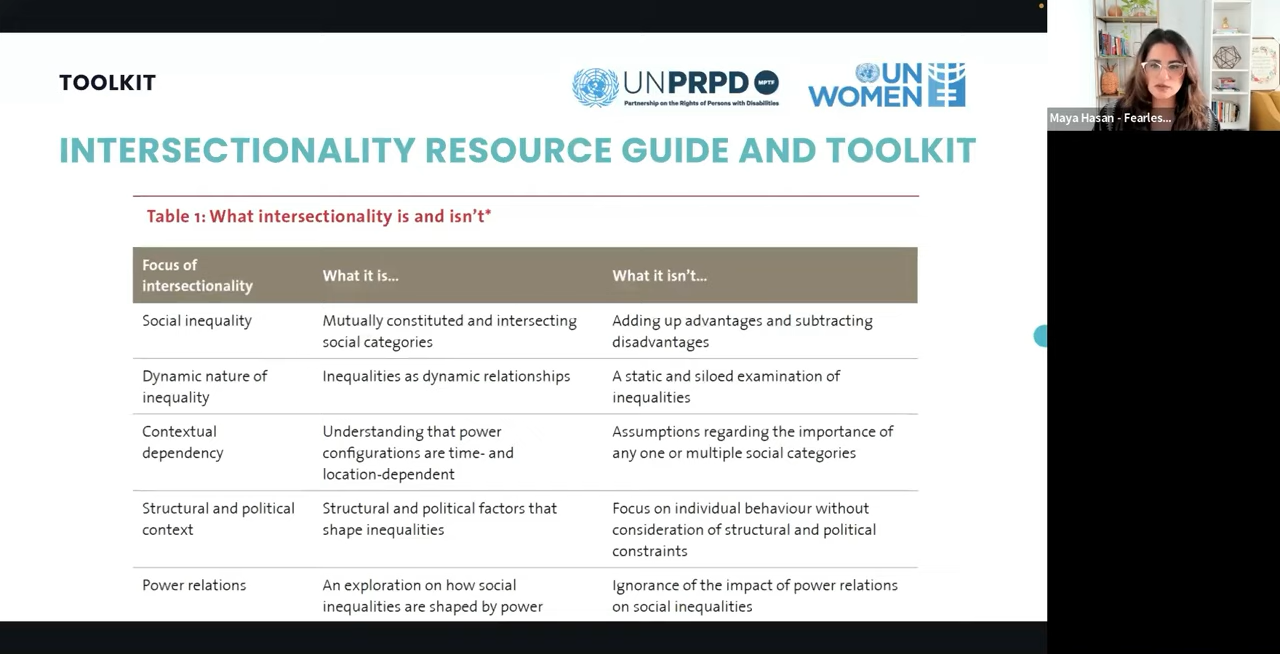 TOOLKIT
UNPRPD MPTF
Partnership on the Rights of Persons with Disabilities
UN
WOMEN
Maya Hasan - Fearles...
INTERSECTIONALITY RESOURCE GUIDE AND TOOLKIT
Table 1: What intersectionality is and isn't*
Focus of
intersectionality
What it is...
What it isn't...
Social inequality
Mutually constituted and intersecting
social categories
Adding up advantages and subtracting
disadvantages
Dynamic nature of
inequality
Inequalities as dynamic relationships
A static and siloed examination of
inequalities
Contextual
dependency
Understanding that power
configurations are time- and
location-dependent
Assumptions regarding the importance of
any one or multiple social categories
Structural and political
context
Structural and political factors that
shape inequalities
Focus on individual behaviour without
consideration of structural and political
constraints
Power relations
An exploration on how social
inequalities are shaped by power
Ignorance of the impact of power relations
on social inequalities